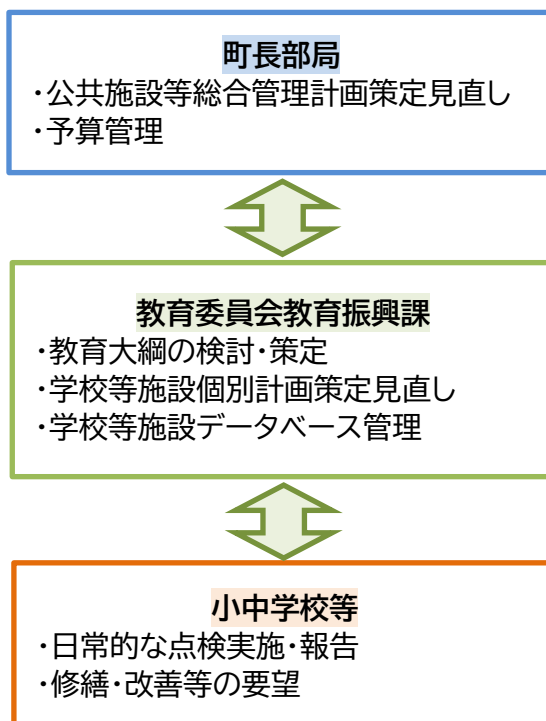 町長部局
・公共施設等総合管理計画策定見直し
・予算管理
教育委員会教育振興課
・教育大綱の検討・策定
・学校等施設個別計画策定見直し
・学校等施設データベース管理
小中学校等
・日常的な点検実施・報告
・修繕・改善等の要望